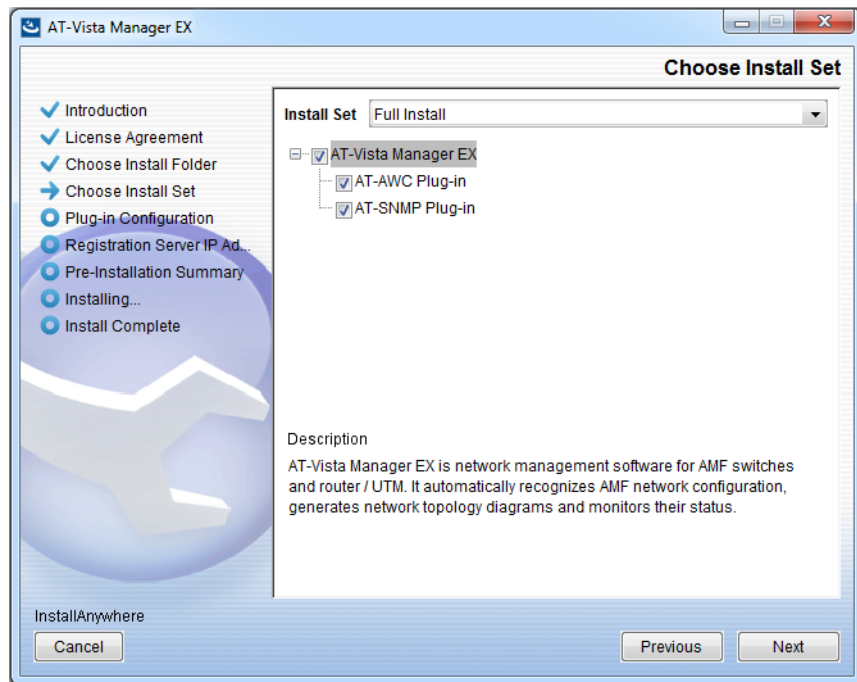 AT-Vista Manager EX
Choose Install Set
Introduction
License Agreement
Choose Install Folder
Choose Install Set
Plug-in Configuration
Registration Server IP Ad...
Pre-Installation Summary
Installing...
Install Complete
Install Set Full Install
AT-Vista Manager EX
AT-AWC Plug-in
AT-SNMP Plug-in
Description
AT-Vista Manager EX is network management software for AMF switches
and router / UTM. It automatically recognizes AMF network configuration,
generates network topology diagrams and monitors their status.
InstallAnywhere
Cancel Previous Next